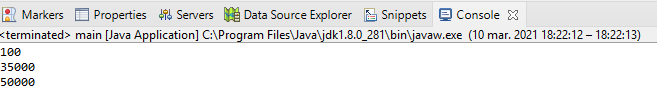 Markers Properties Servers Data Source Explorer Snippets Console
<terminated> main [Java Application] C:\Program Files\Java\jdk1.8.0_281\bin\javaw.exe (10 mar. 2021 18:22:12 – 18:22:13)
100
35000
50000